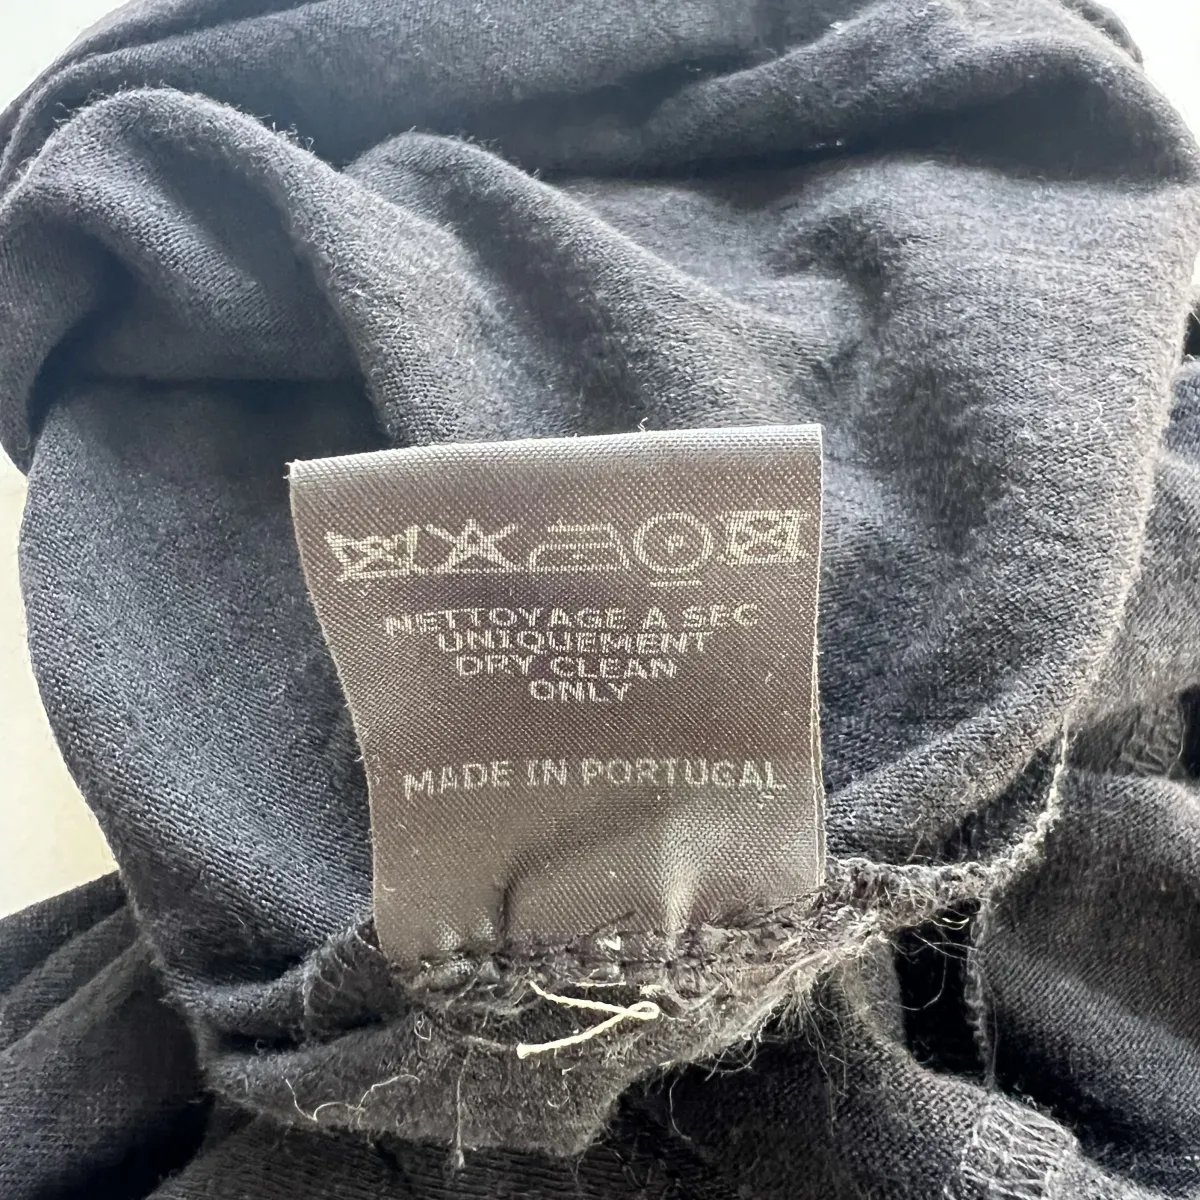 P
NETTOYAGE A SEC
UNIQUEMENT
DRY CLEAN
ONLY
MADE IN PORTUGAL